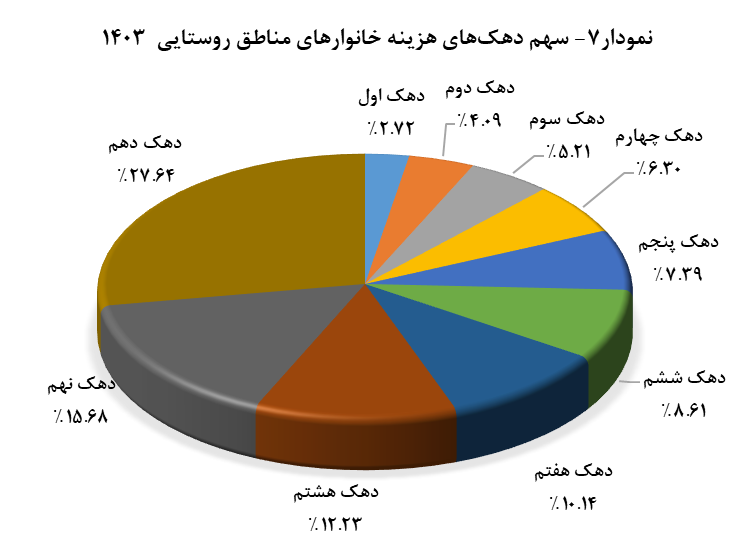 نمودار۷- سهم دهک‌های هزینه خانوارهای مناطق روستایی ۱۴۰۳
دهک اول
٪۲.۷۲
دهک دوم
٪۴.۰۹
دهک سوم
٪۵.۲۱
دهک چهارم
٪۶.۳۰
دهک پنجم
٪۷.۳۹
دهک ششم
٪۸.۶۱
دهک هفتم
٪۱۰.۱۴
دهک هشتم
٪۱۲.۲۳
دهک نهم
٪۱۵.۶۸
دهک دهم
٪۲۷.۶۴